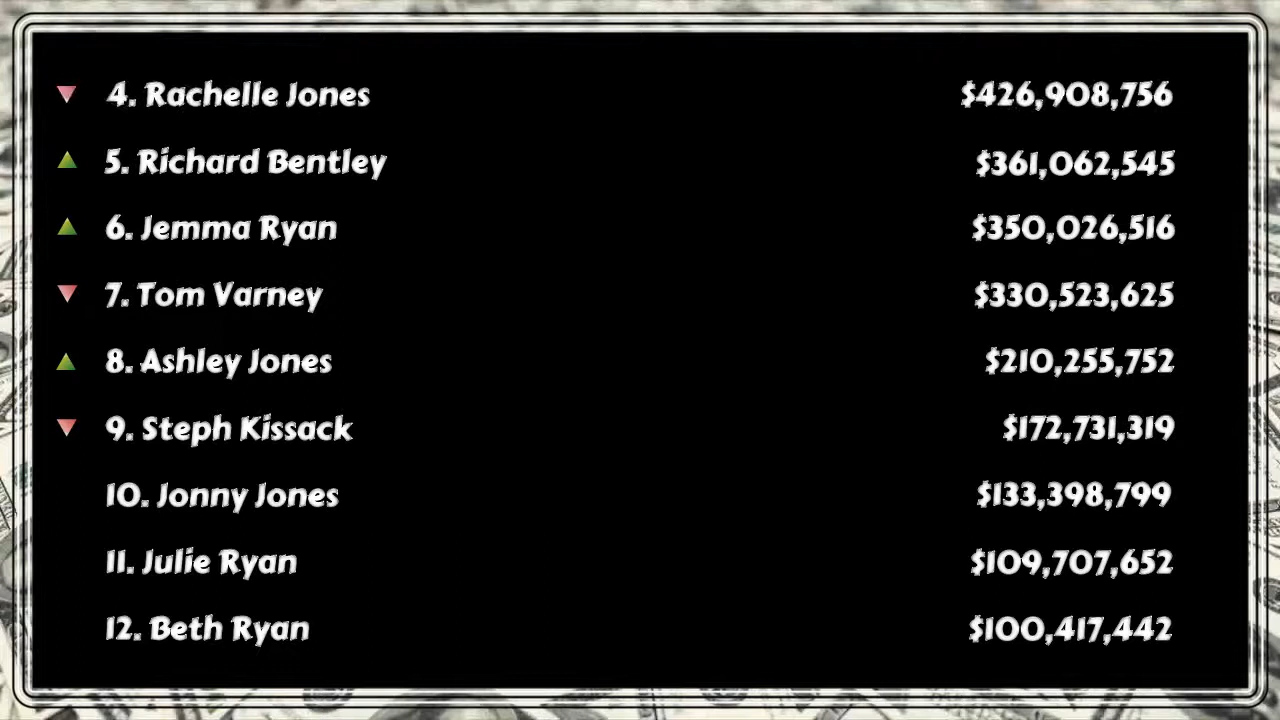 4. Rachelle Jones $426,908,756
5. Richard Bentley $361,062,545
6. Jemma Ryan $350,026,516
7. Tom Varney $330,523,625
8. Ashley Jones $210,255,752
9. Steph Kissack $172,731,319
10. Jonny Jones $133,398,799
11. Julie Ryan $109,707,652
12. Beth Ryan $100,417,442